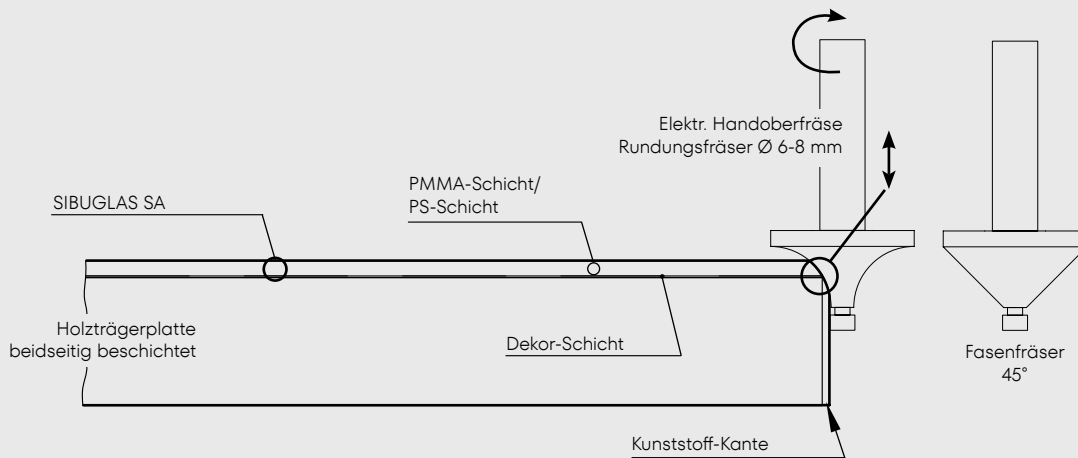 Elektr. Handoberfräse
Rundungsfräser Ø 6-8 mm
PMMA-Schicht/
PS-Schicht
SIBUGLAS SA
Holzträgerplatte
beidseitig beschichtet
Dekor-Schicht
Fasenfräser
45°
Kunststoff-Kante